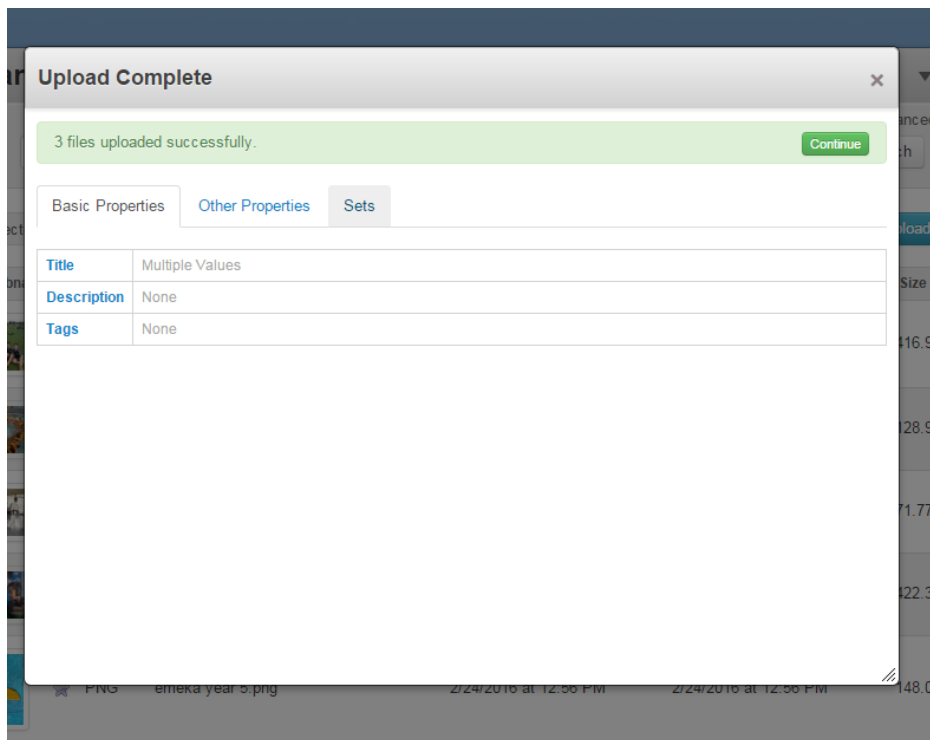 Upload Complete
×
3 files uploaded successfully.
Continue
Basic Properties
Other Properties
Sets
Title
Multiple Values
Description
None
Tags
None
Size
PNG
emeka year 5.png
2/24/2016 at 12:56 PM
2/24/2016 at 12:56 PM